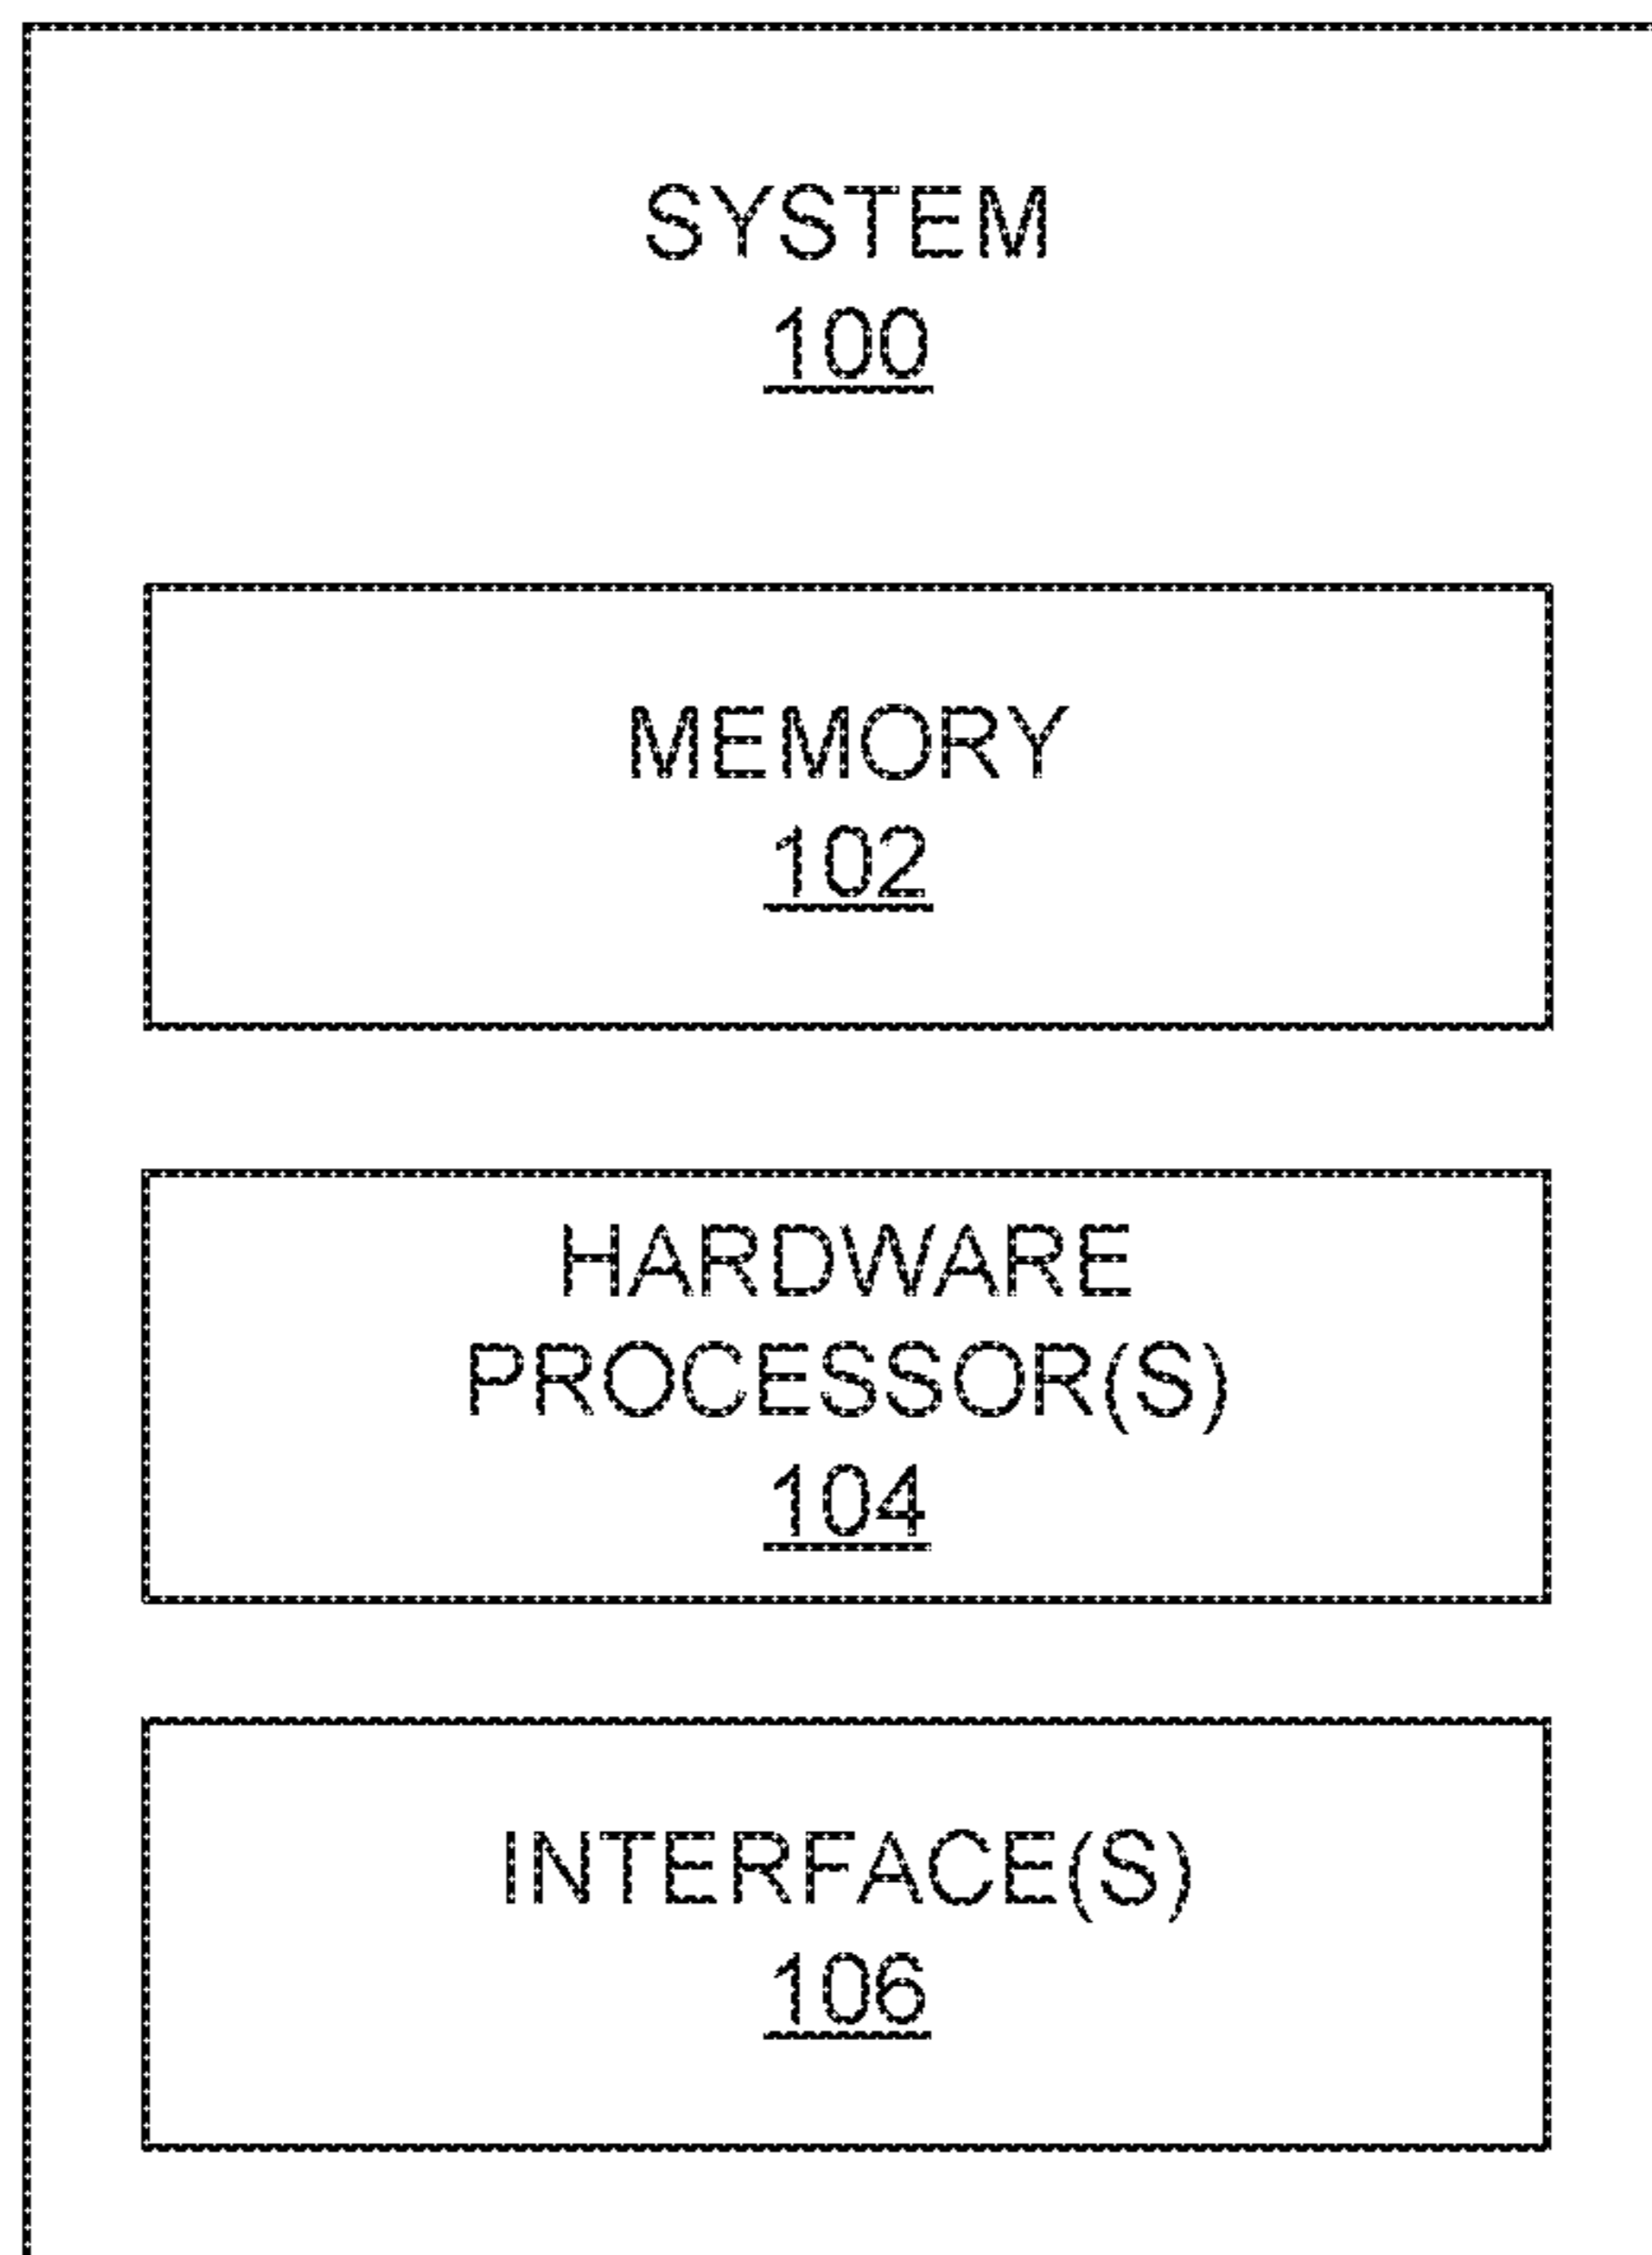 SYSTEM
100
MEMORY
102
HARDWARE
PROCESSOR(S)
104
INTERFACE(S)
106